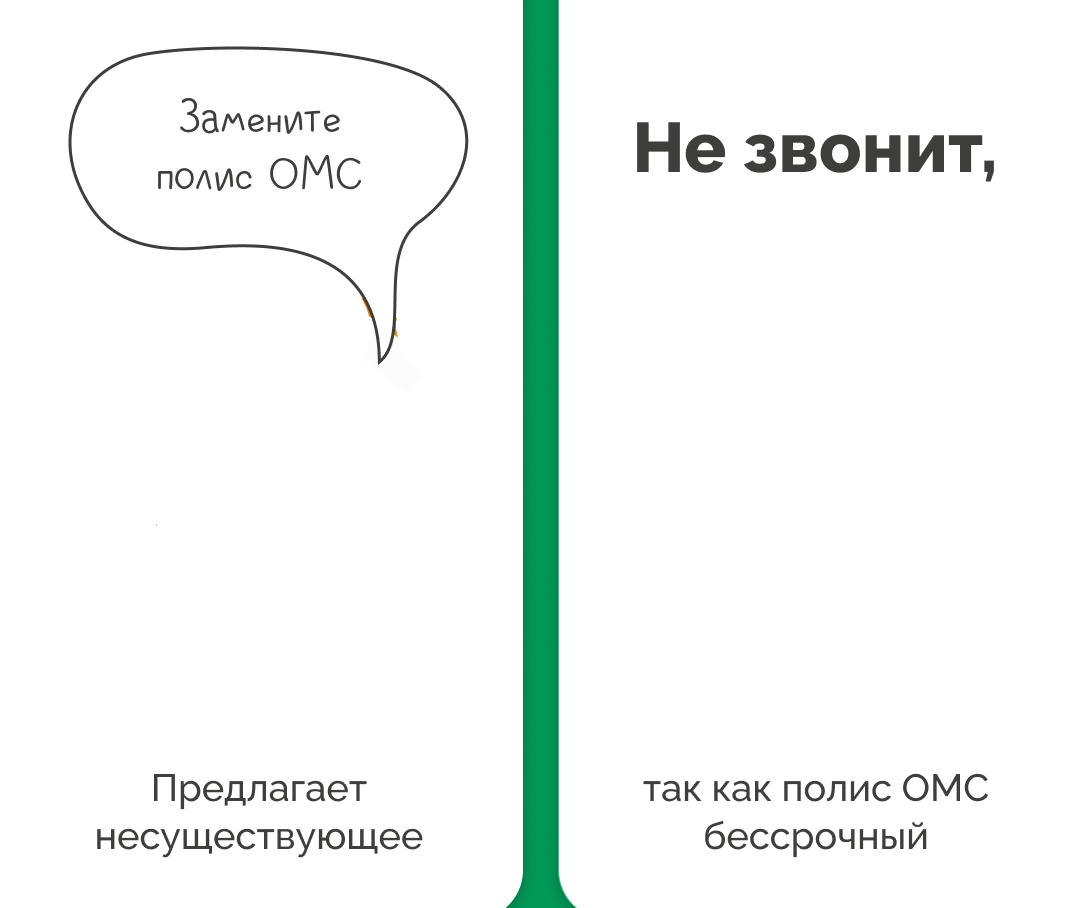 Замените
полис ОМС
Предлагает
несуществующее
Не звонит,
так как полис ОМС
бессрочный